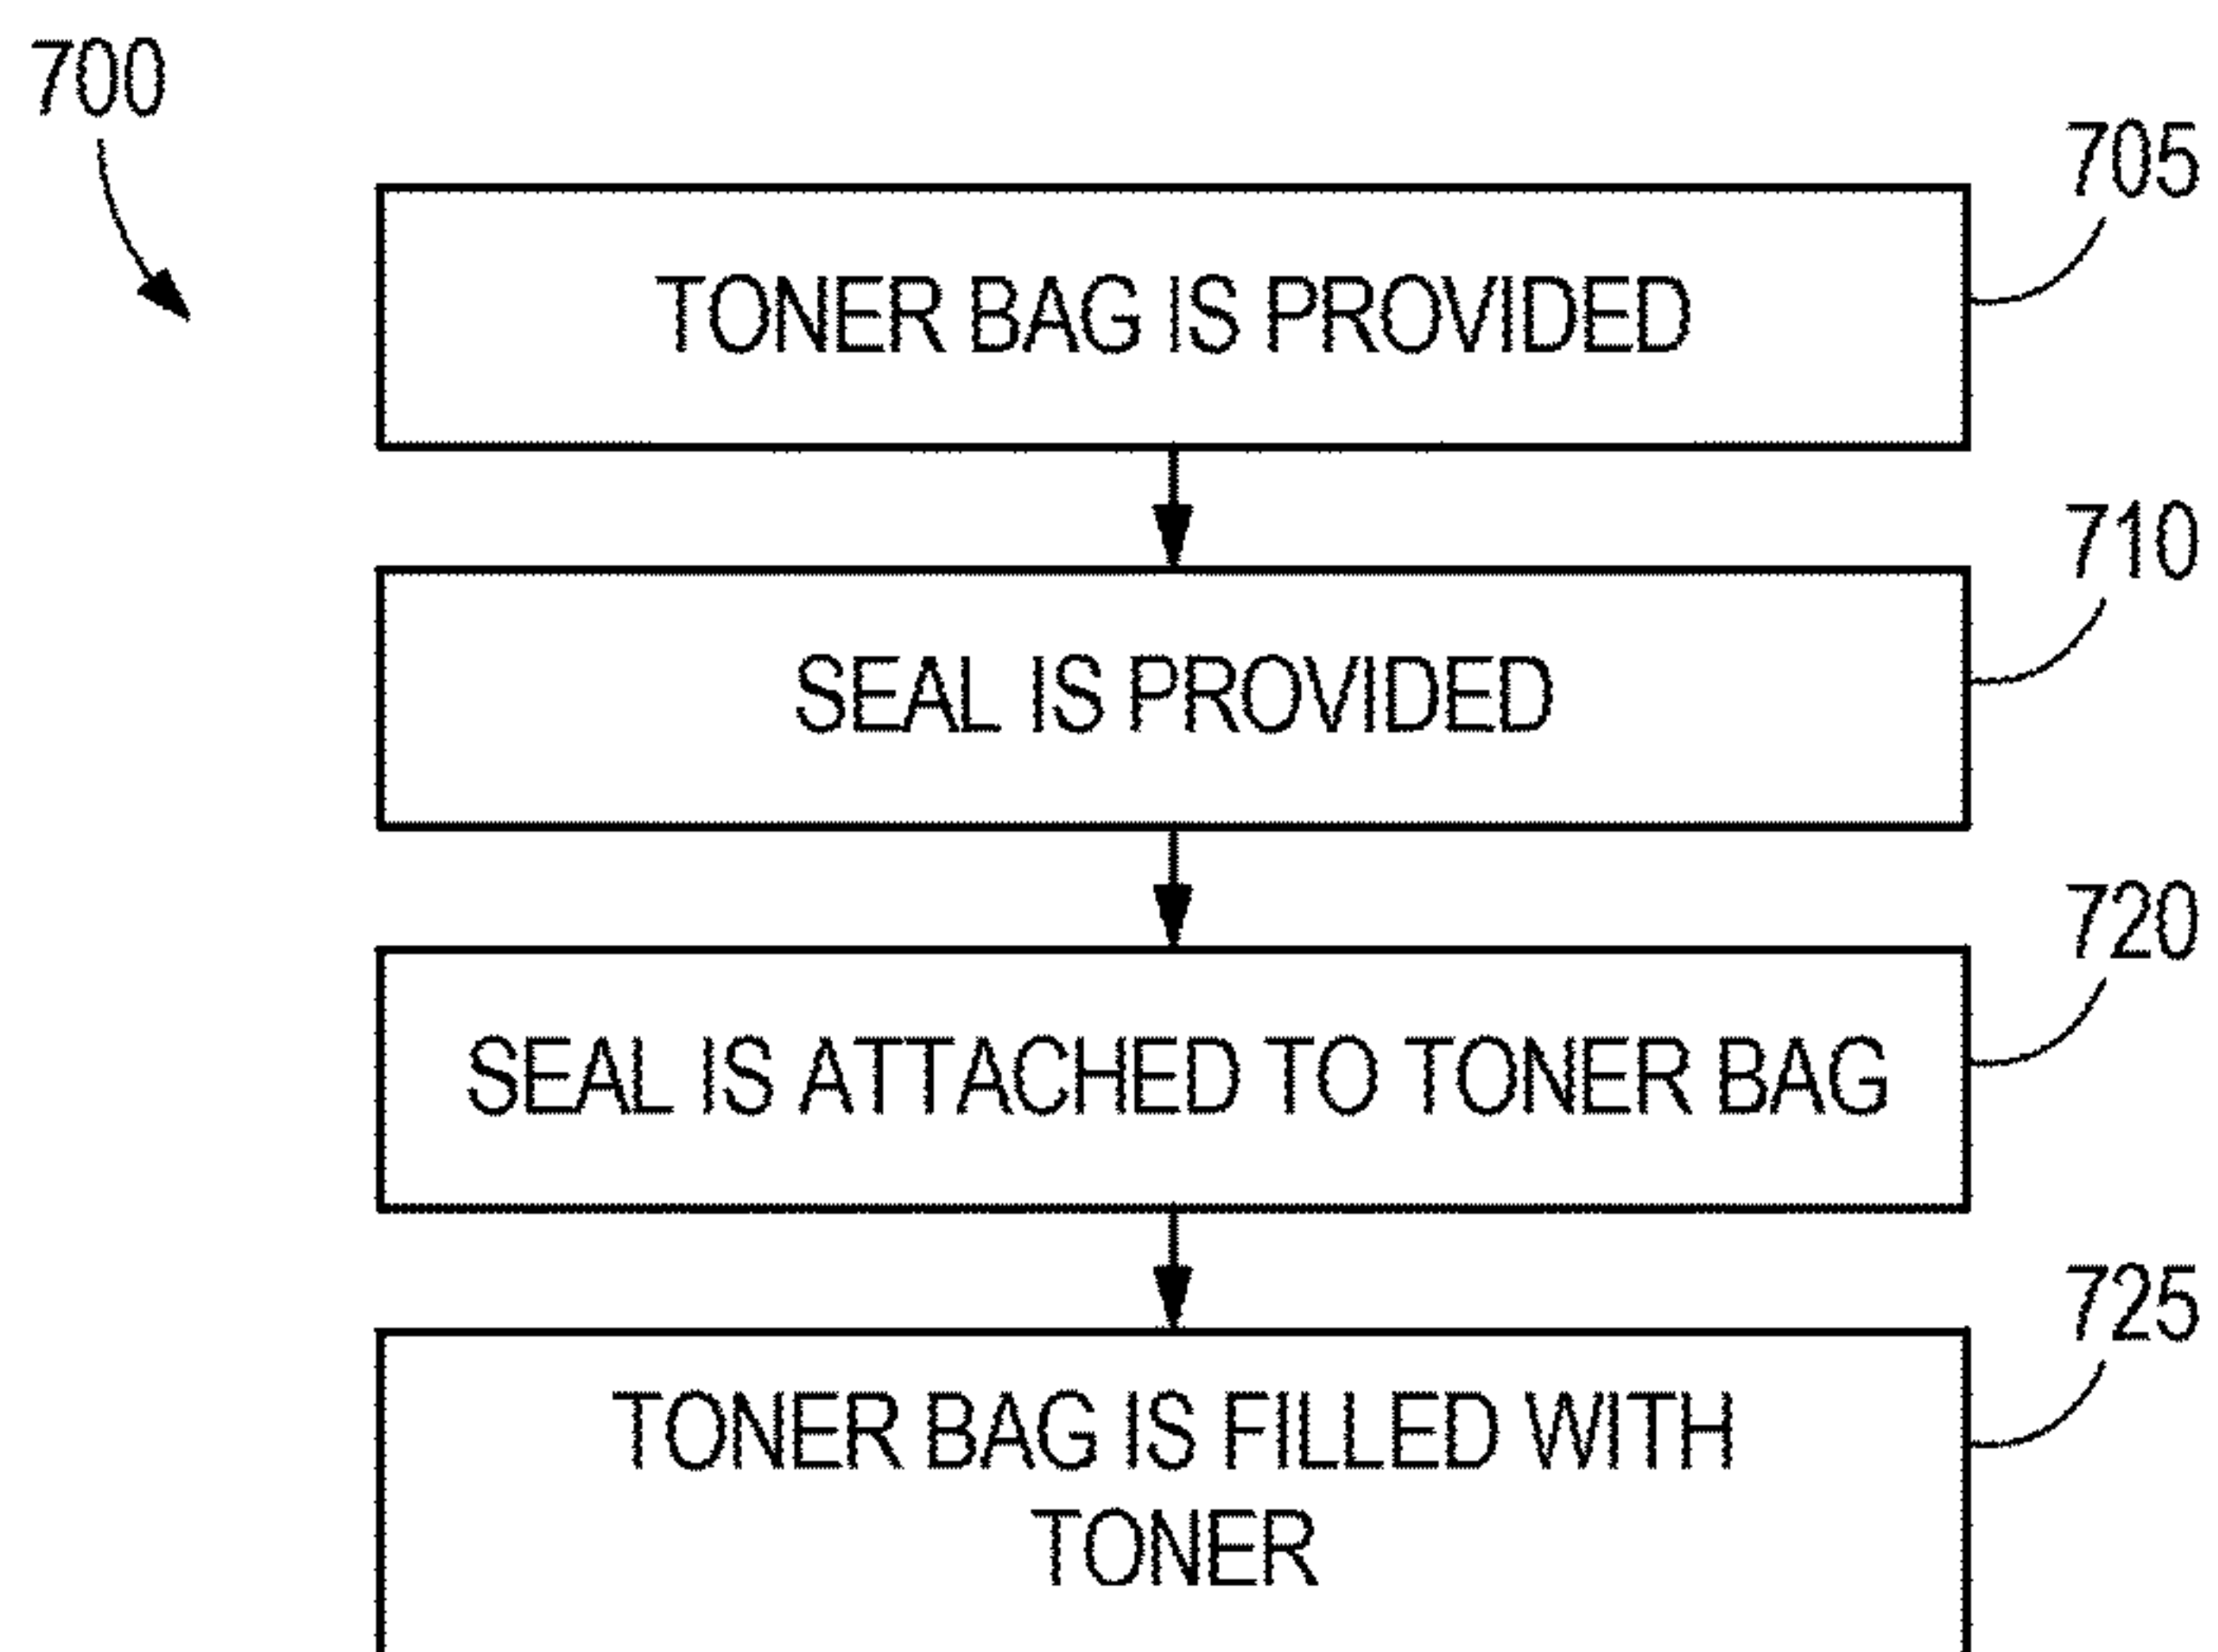 700
705
TONER BAG IS PROVIDED
710
SEAL IS PROVIDED
720
SEAL IS ATTACHED TO TONER BAG
725
TONER BAG IS FILLED WITH
TONER